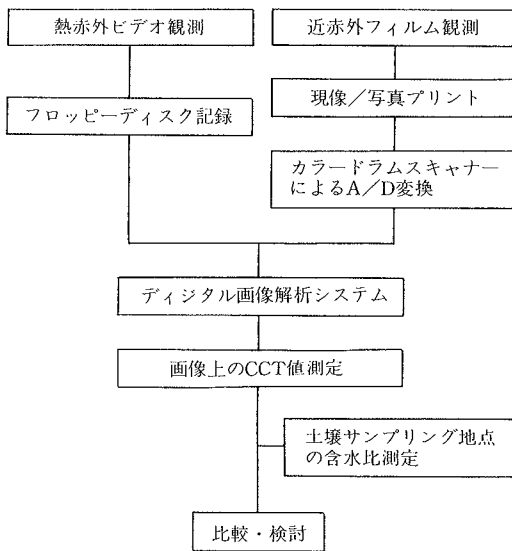 熱赤外ビデオ観測
近赤外フィルム観測
フロッピーディスク記録
現像／写真プリント
カラードラムスキャナー
によるA／D変換
ディジタル画像解析システム
画像上のCCT値測定
土壌サンプリング地点
の含水比測定
比較・検討